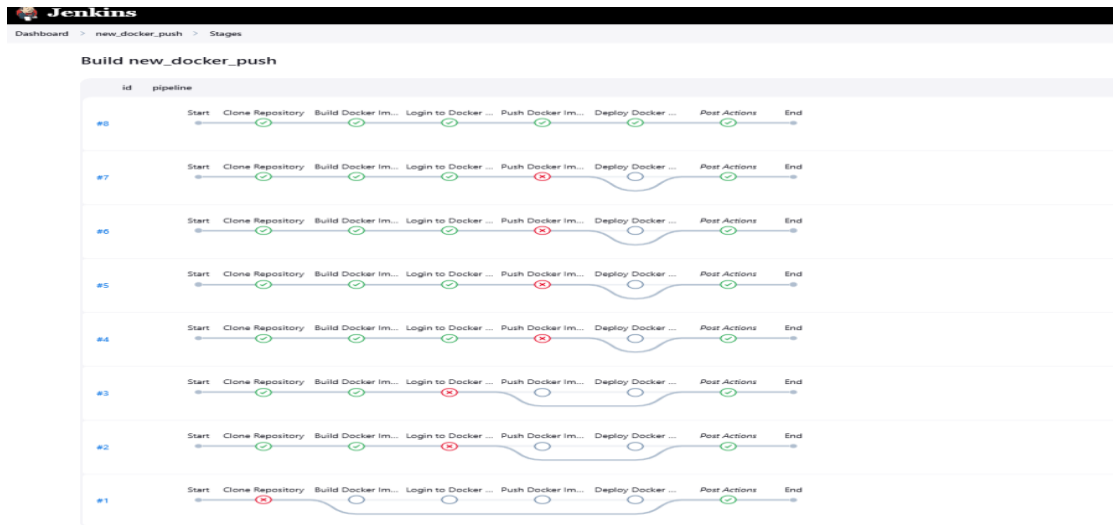 Jenkins
Dashboard > new_docker_push > Stages
Build new_docker_push
id pipeline
Start Clone Repository Build Docker Im... Login to Docker ... Push Docker Im... Deploy Docker ... Post Actions End
#8
Start Clone Repository Build Docker Im... Login to Docker ... Push Docker Im... Deploy Docker ... Post Actions End
#7
Start Clone Repository Build Docker Im... Login to Docker ... Push Docker Im... Deploy Docker ... Post Actions End
#6
Start Clone Repository Build Docker Im... Login to Docker ... Push Docker Im... Deploy Docker ... Post Actions End
#5
Start Clone Repository Build Docker Im... Login to Docker ... Push Docker Im... Deploy Docker ... Post Actions End
#4
Start Clone Repository Build Docker Im... Login to Docker ... Push Docker Im... Deploy Docker ... Post Actions End
#3
Start Clone Repository Build Docker Im... Login to Docker ... Push Docker Im... Deploy Docker ... Post Actions End
#2
Start Clone Repository Build Docker Im... Login to Docker ... Push Docker Im... Deploy Docker ... Post Actions End
#1